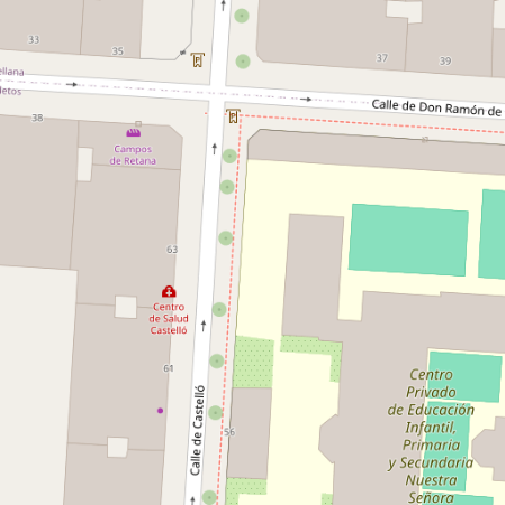 33
35
37
39
ellana
letos
Calle de Don Ramón de
38
Campos
de Retana
63
Centro
de Salud
Castelló
61
Calle de Castelló
56
Centro
Privado
de Educación
Infantil,
Primaria
y Secundaria
Nuestra
Señora